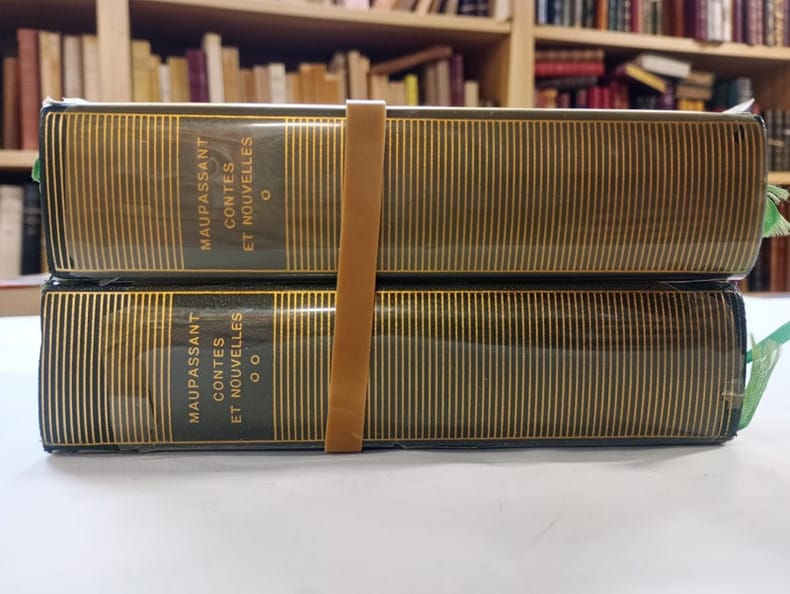 MAUPASSANT
CONTES
ET NOUVELLES
○
MAUPASSANT
CONTES
ET NOUVELLES
○ ○